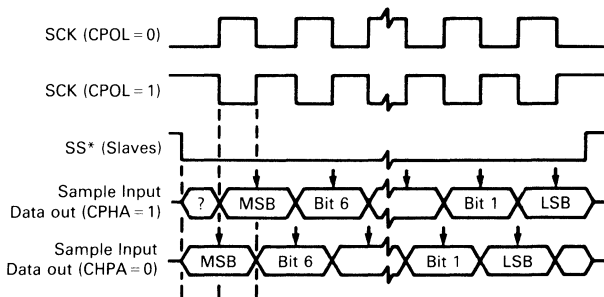 SCK (CPOL = 0)
SCK (CPOL = 1)
SS* (Slaves)
Sample Input
Data out (CPHA = 1)
? MSB Bit 6 Bit 1 LSB
Sample Input
Data out (CHPA = 0)
MSB Bit 6 Bit 1 LSB